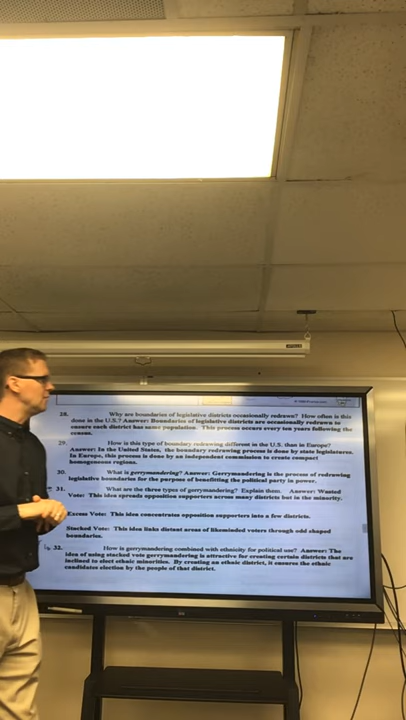 28. Why are boundaries of legislative districts occasionally redrawn? How often is this
done in the U.S.? Answer: Boundaries of legislative districts are occasionally redrawn to
ensure each district has same population. This process occurs every ten years following the
census.
29. How is this type of boundary redrawing different in the U.S. than in Europe?
Answer: In the United States, the boundary redrawing process is done by state legislatures.
In Europe, this process is done by an independent commission to create compact
homogeneous regions.
30. What is gerrymandering? Answer: Gerrymandering is the process of redrawing
legislative boundaries for the purpose of benefitting the political party in power.
31. What are the three types of gerrymandering? Explain them. Answer: Wasted
Vote: This idea spreads opposition supporters across many districts but in the minority.
Excess Vote: This idea concentrates opposition supporters into a few districts.
Stacked Vote: This idea links distant areas of likeminded voters through odd shaped
boundaries.
32. How is gerrymandering combined with ethnicity for political use? Answer: The
idea of using stacked vote gerrymandering is attractive for creating certain districts that are
inclined to elect ethnic minorities. By creating an ethnic district, it ensures the ethnic
candidates election by the people of that district.